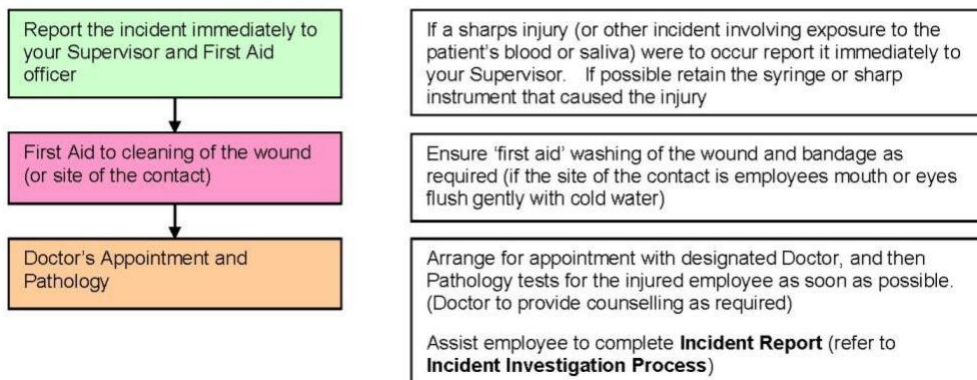 Report the incident immediately to
your Supervisor and First Aid
officer
If a sharps injury (or other incident involving exposure to the
patient's blood or saliva) were to occur report it immediately to
your Supervisor. If possible retain the syringe or sharp
instrument that caused the injury
First Aid to cleaning of the wound
(or site of the contact)
Ensure 'first aid' washing of the wound and bandage as
required (if the site of the contact is employees mouth or eyes
flush gently with cold water)
Doctor's Appointment and
Pathology
Arrange for appointment with designated Doctor, and then
Pathology tests for the injured employee as soon as possible.
(Doctor to provide counselling as required)
Assist employee to complete Incident Report (refer to
Incident Investigation Process)